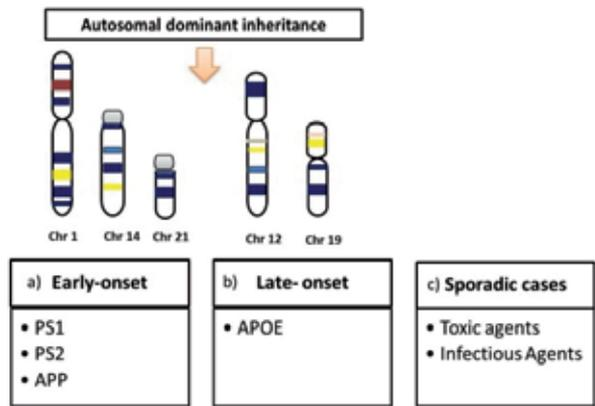 Autosomal dominant inheritance
Chr 1
Chr 14
Chr 21
Chr 12
Chr 19
a) Early-onset
• PS1
• PS2
• APP
b) Late- onset
• APOE
c) Sporadic cases
• Toxic agents
• Infectious Agents